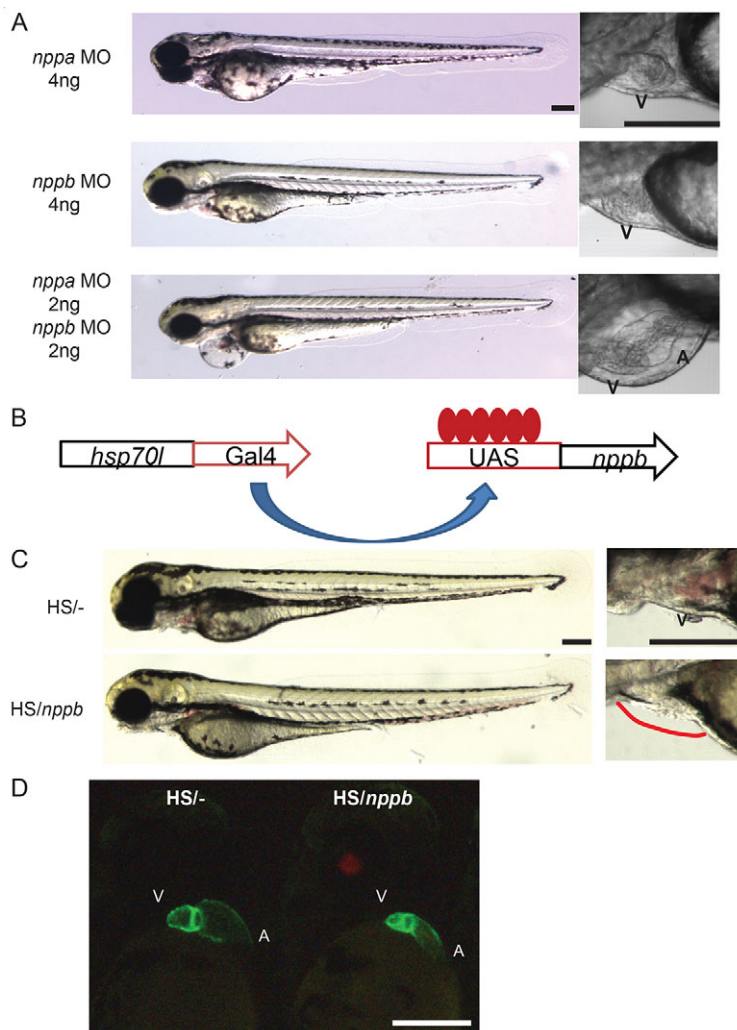 A
nppa MO
4ng
V
nppb MO
4ng
V
nppa MO
2ng
nppb MO
2ng
A
V
B
hsp70l
Gal4
UAS
nppb
C
HS/-
V
HS/nppb
D
HS/-
HS/nppb
V
A
V
A